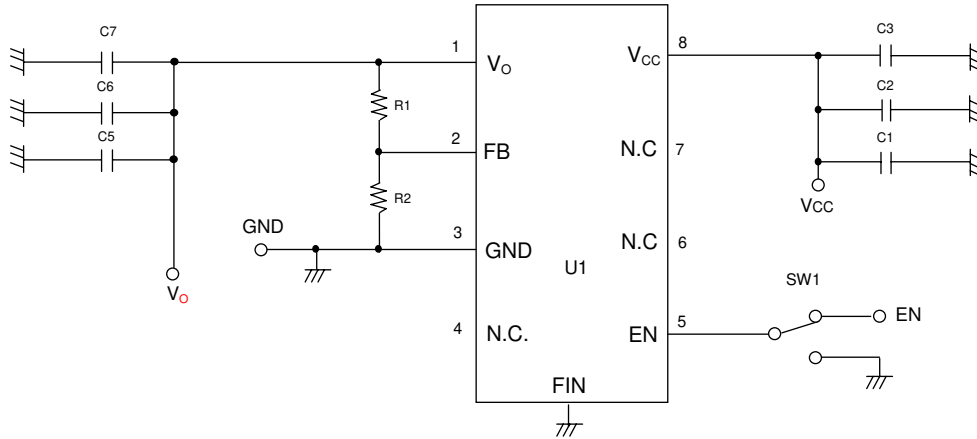 C7
C6
C5
1
Vo
R1
2
FB
R2
GND
3
GND
4
N.C.
Vo
U1
FIN
8
Vcc
C3
C2
C1
VCC
N.C
7
N.C
6
EN
5
SW1
EN